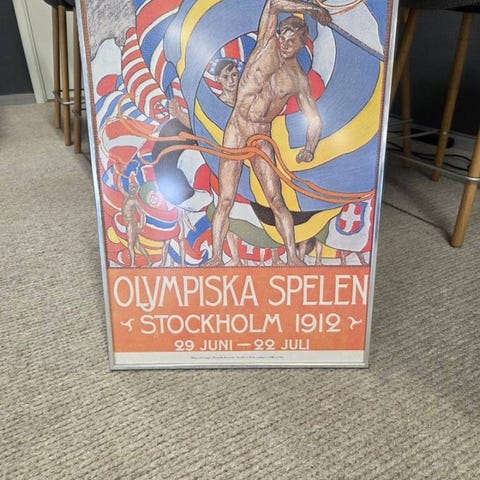 OLYMPISKA SPELEN
STOCKHOLM 1912
29 JUNI — 22 JULI